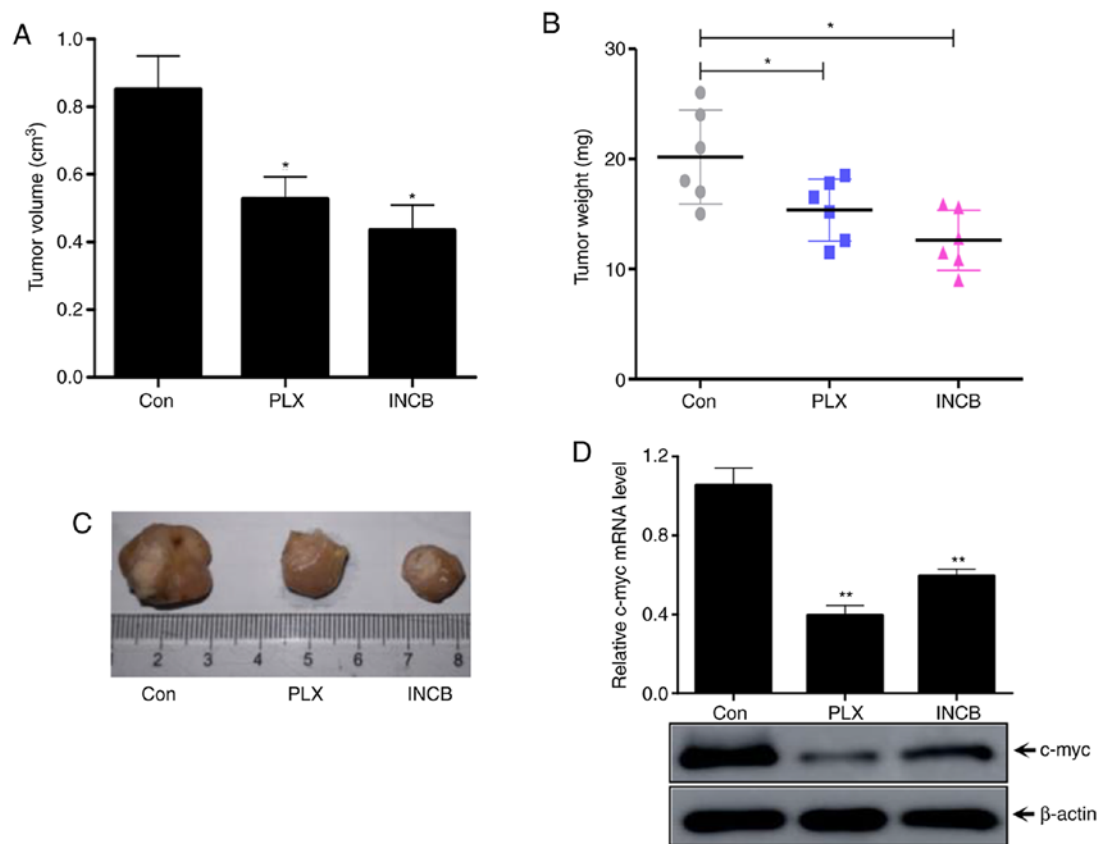 A
Tumor volume (cm³)
1.0
0.8
0.6
0.4
0.2
0.0
*
*
Con PLX INCB
B
Tumor weight (mg)
30
20
10
0
*
*
Con PLX INCB
C
1 2 3 4 5 6 7 8
Con PLX INCB
D
Relative c-myc mRNA level
1.2
0.8
0.4
0.0
**
**
Con PLX INCB
c-myc
β-actin